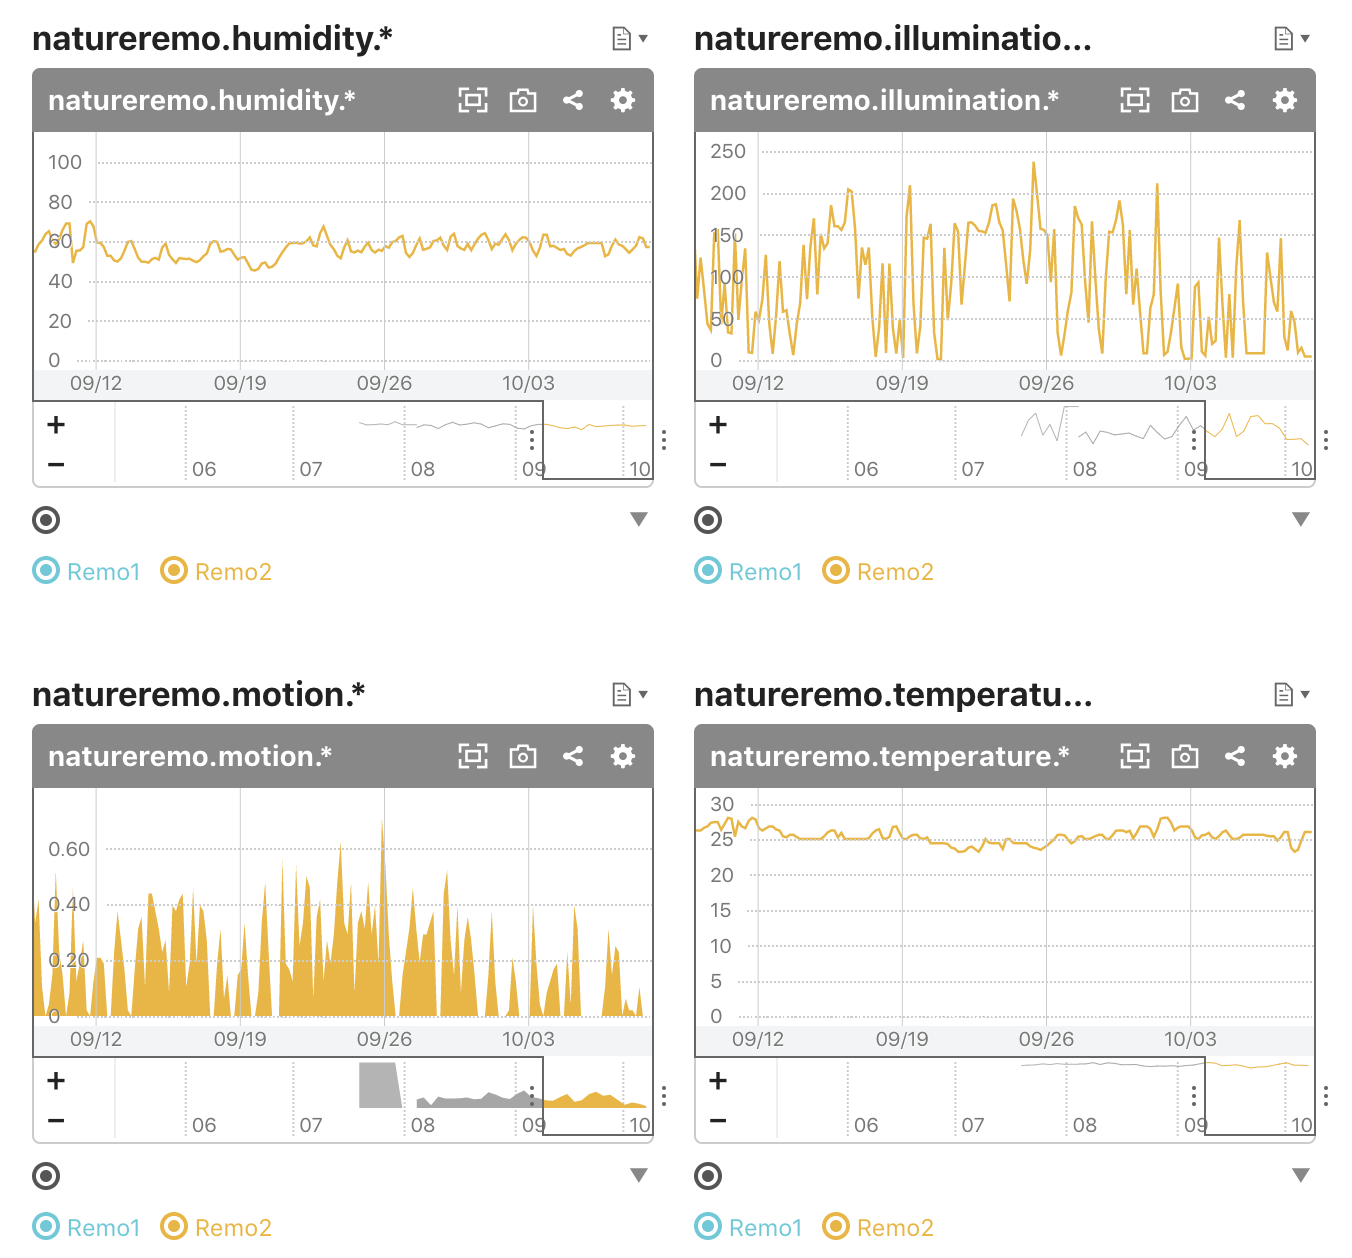 natureremo.humidity.*
natureremo.humidity.*
100
80
60
40
20
0
09/12 09/19 09/26 10/03
+
−
06 07 08 09 10
Remo1 Remo2
natureremo.illuminatio...
natureremo.illumination.*
250
200
150
100
50
0
09/12 09/19 09/26 10/03
+
−
06 07 08 09 10
Remo1 Remo2
natureremo.motion.*
natureremo.motion.*
0.60
0.40
0.20
0
09/12 09/19 09/26 10/03
+
−
06 07 08 09 10
Remo1 Remo2
natureremo.temperatu...
natureremo.temperature.*
30
25
20
15
10
5
0
09/12 09/19 09/26 10/03
+
−
06 07 08 09 10
Remo1 Remo2